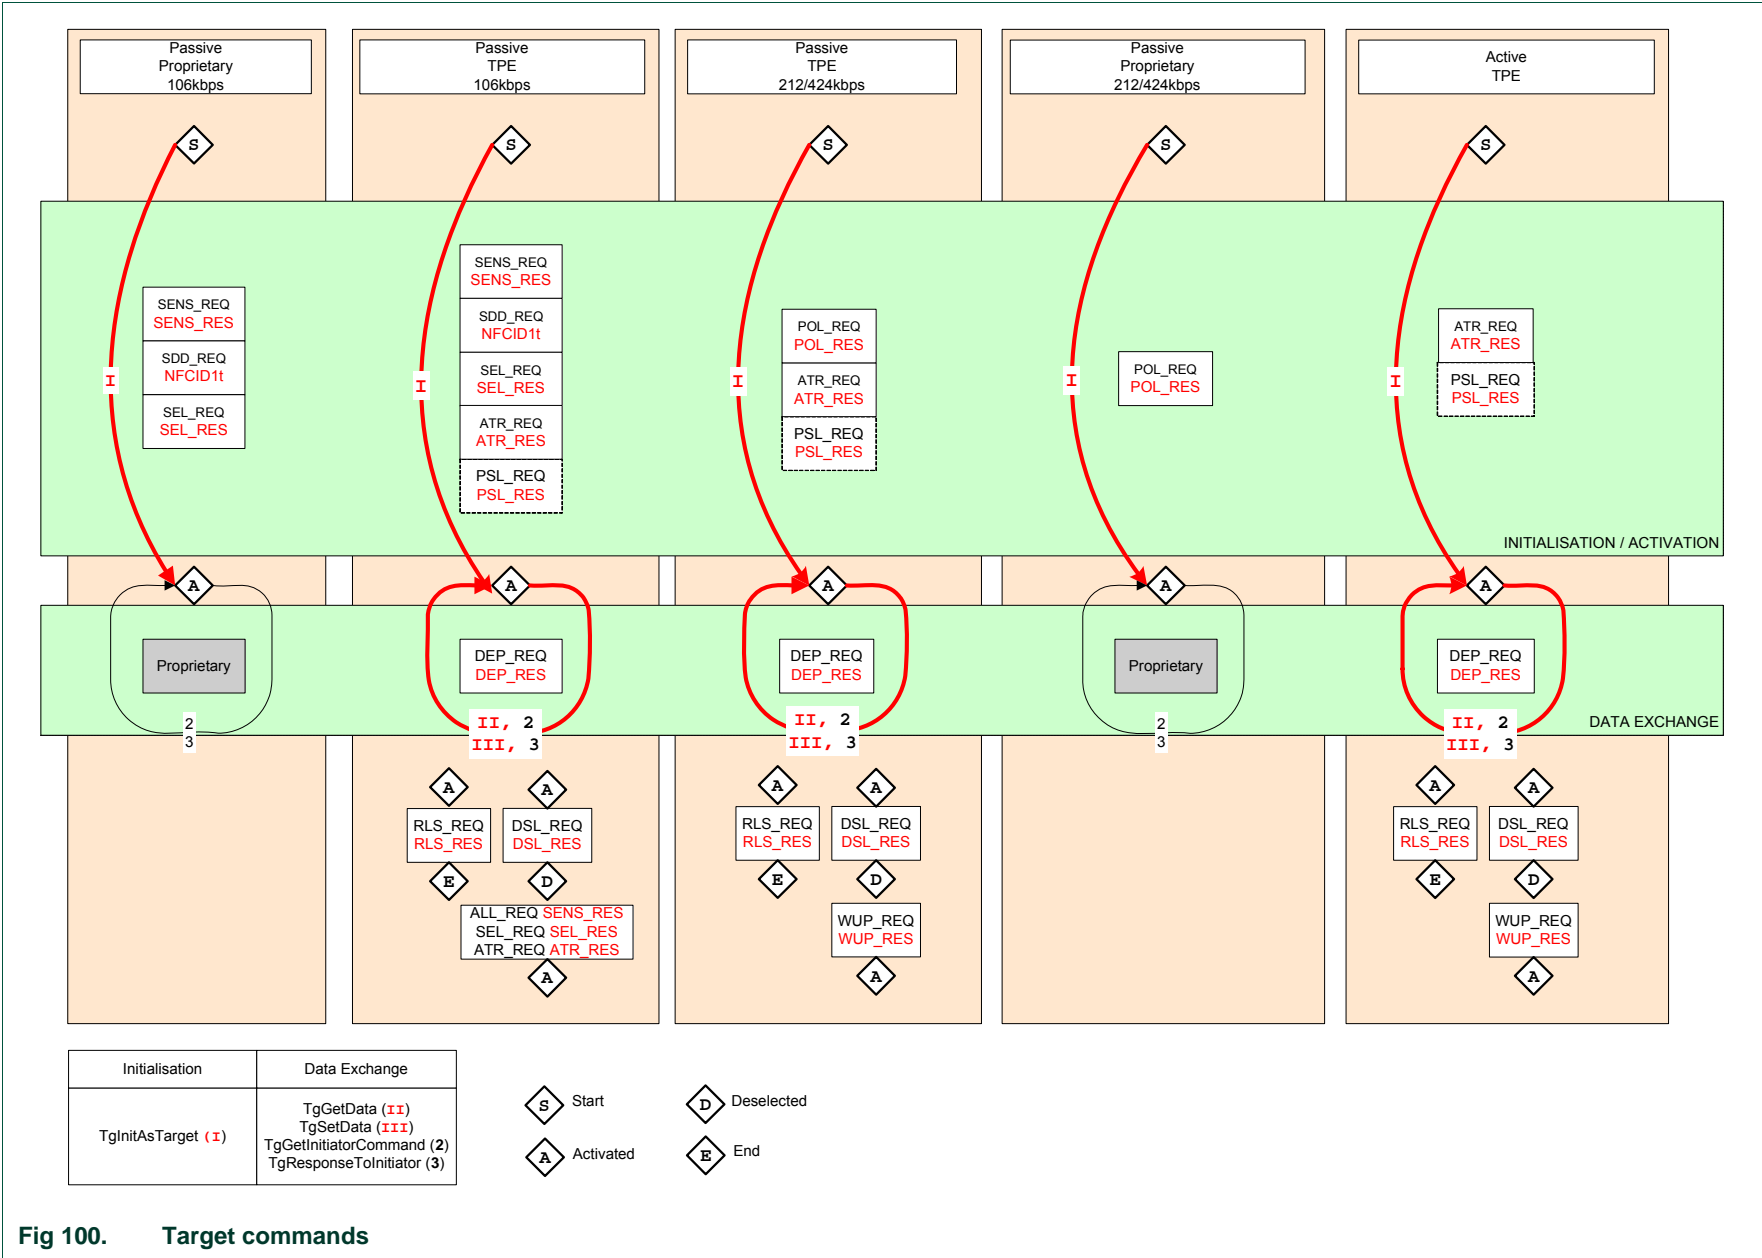 Passive
Proprietary
106kbps
Passive
TPE
106kbps
Passive
TPE
212/424kbps
Passive
Proprietary
212/424kbps
Active
TPE
S
S
S
S
S
SENS_REQ
SENS_RES
SDD_REQ
NFCID1t
SEL_REQ
SEL_RES
I
SENS_REQ
SENS_RES
SDD_REQ
NFCID1t
SEL_REQ
SEL_RES
ATR_REQ
ATR_RES
PSL_REQ
PSL_RES
I
POL_REQ
POL_RES
ATR_REQ
ATR_RES
PSL_REQ
PSL_RES
I
POL_REQ
POL_RES
I
ATR_REQ
ATR_RES
PSL_REQ
PSL_RES
I
INITIALISATION / ACTIVATION
A
A
A
A
A
Proprietary
2
3
DEP_REQ
DEP_RES
II, 2
III, 3
DEP_REQ
DEP_RES
II, 2
III, 3
Proprietary
2
3
DEP_REQ
DEP_RES
II, 2
III, 3
DATA EXCHANGE
A
RLS_REQ
RLS_RES
E
A
DSL_REQ
DSL_RES
D
ALL_REQ SENS_RES
SEL_REQ SEL_RES
ATR_REQ ATR_RES
A
A
RLS_REQ
RLS_RES
E
A
DSL_REQ
DSL_RES
D
WUP_REQ
WUP_RES
A
A
RLS_REQ
RLS_RES
E
A
DSL_REQ
DSL_RES
D
WUP_REQ
WUP_RES
A
Initialisation
Data Exchange
TgInitAsTarget (I)
TgGetData (II)
TgSetData (III)
TgGetInitiatorCommand (2)
TgResponseToInitiator (3)
S Start
D Deselected
A Activated
E End
Fig 100. Target commands